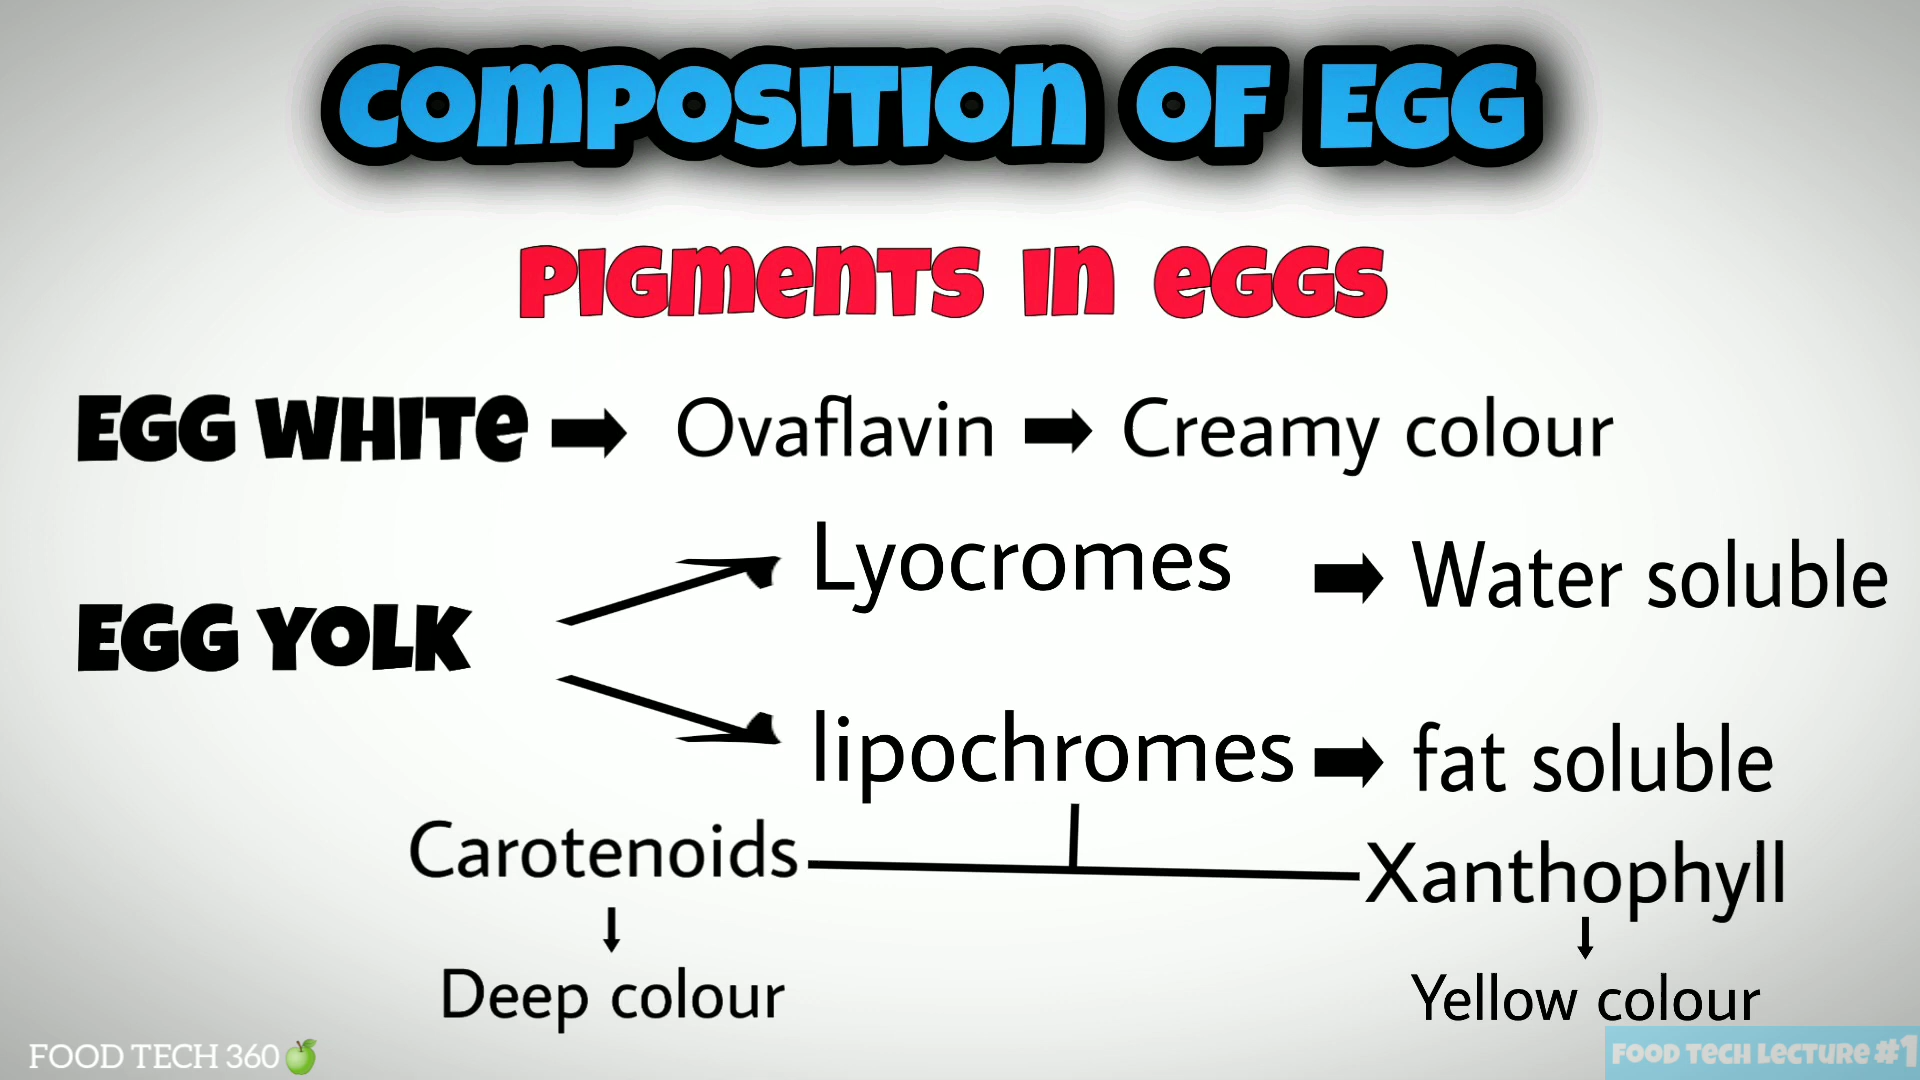 COMPOSITION OF EGG
PIGMENTS IN EGGS
EGG WHITE ➡ Ovaflavin ➡ Creamy colour
EGG YOLK
Lyocromes ➡ Water soluble
lipochromes ➡ fat soluble
Carotenoids
Xanthophyll
Deep colour
Yellow colour
FOOD TECH 360
FOOD TECH LECTURE #1